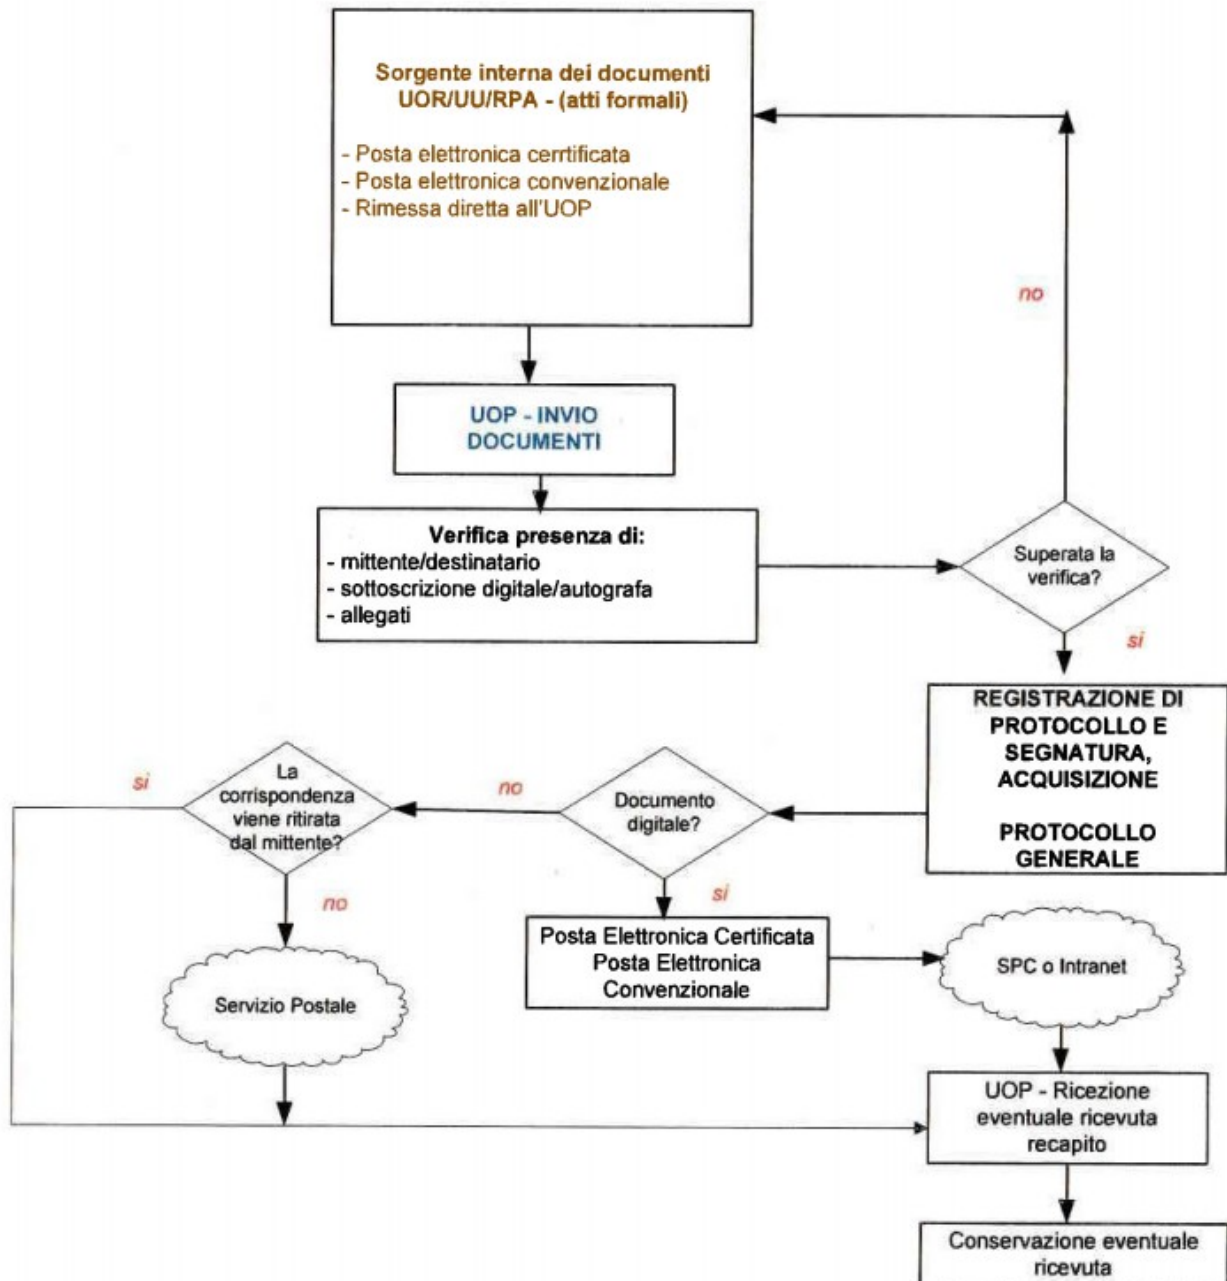 Sorgente interna dei documenti
UOR/UU/RPA - (atti formali)
- Posta elettronica cerrtificata
- Posta elettronica convenzionale
- Rimessa diretta all'UOP
no
UOP - INVIO
DOCUMENTI
Verifica presenza di:
- mittente/destinatario
- sottoscrizione digitale/autografa
- allegati
Superata la
verifica?
si
REGISTRAZIONE DI
PROTOCOLLO E
SEGNATURA,
ACQUISIZIONE
PROTOCOLLO
GENERALE
Documento
digitale?
no
si
La
corrispondenza
viene ritirata
dal mittente?
si
no
Posta Elettronica Certificata
Posta Elettronica
Convenzionale
SPC o Intranet
Servizio Postale
UOP - Ricezione
eventuale ricevuta
recapito
Conservazione eventuale
ricevuta